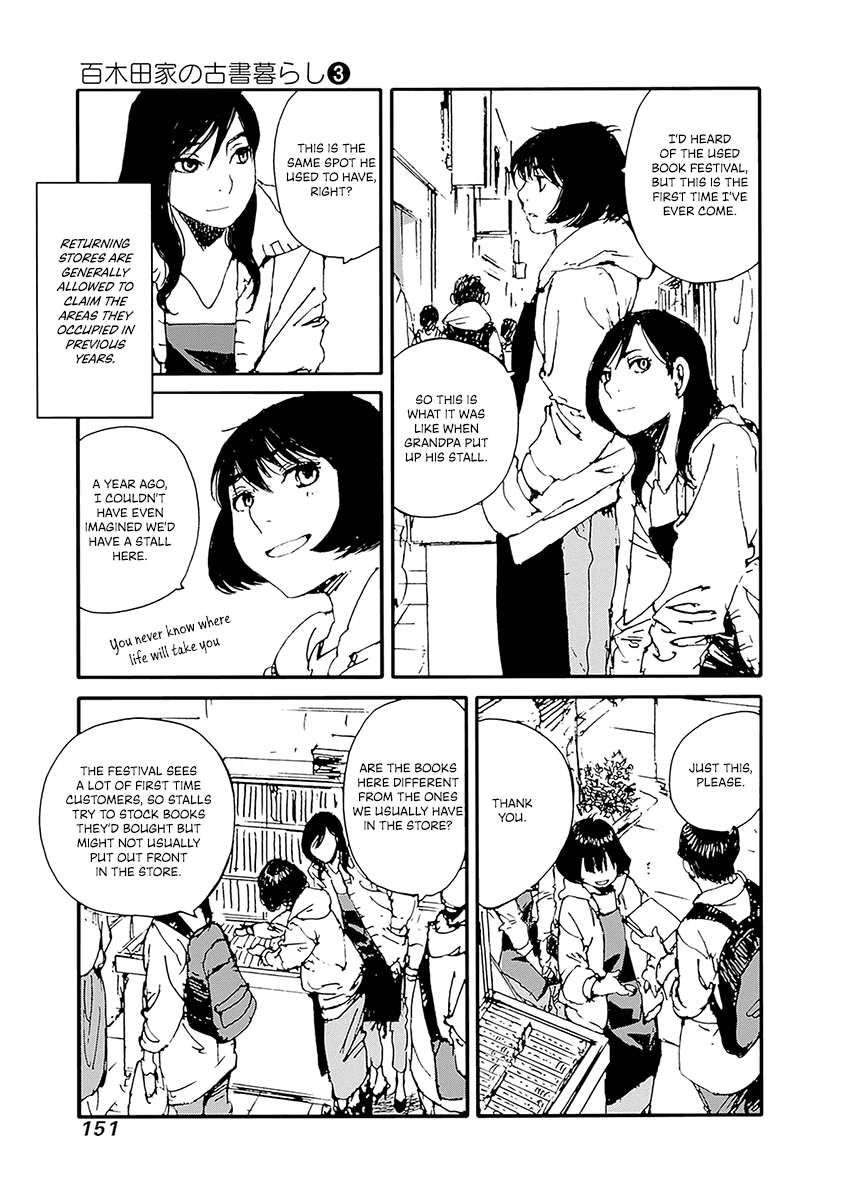 百木田家の古書暮らし❸
I'D HEARD
OF THE USED
BOOK FESTIVAL,
BUT THIS IS THE
FIRST TIME I'VE
EVER COME.
SO THIS IS
WHAT IT WAS
LIKE WHEN
GRANDPA PUT
UP HIS STALL.
THIS IS THE
SAME SPOT HE
USED TO HAVE,
RIGHT?
RETURNING
STORES ARE
GENERALLY
ALLOWED TO
CLAIM THE
AREAS THEY
OCCUPIED IN
PREVIOUS
YEARS.
A YEAR AGO,
I COULDN'T
HAVE EVEN
IMAGINED WE'D
HAVE A STALL
HERE.
You never know where
life will take you
JUST THIS,
PLEASE.
THANK
YOU.
ARE THE BOOKS
HERE DIFFERENT
FROM THE ONES
WE USUALLY HAVE
IN THE STORE?
THE FESTIVAL SEES
A LOT OF FIRST TIME
CUSTOMERS, SO STALLS
TRY TO STOCK BOOKS
THEY'D BOUGHT BUT
MIGHT NOT USUALLY
PUT OUT FRONT
IN THE STORE.
151